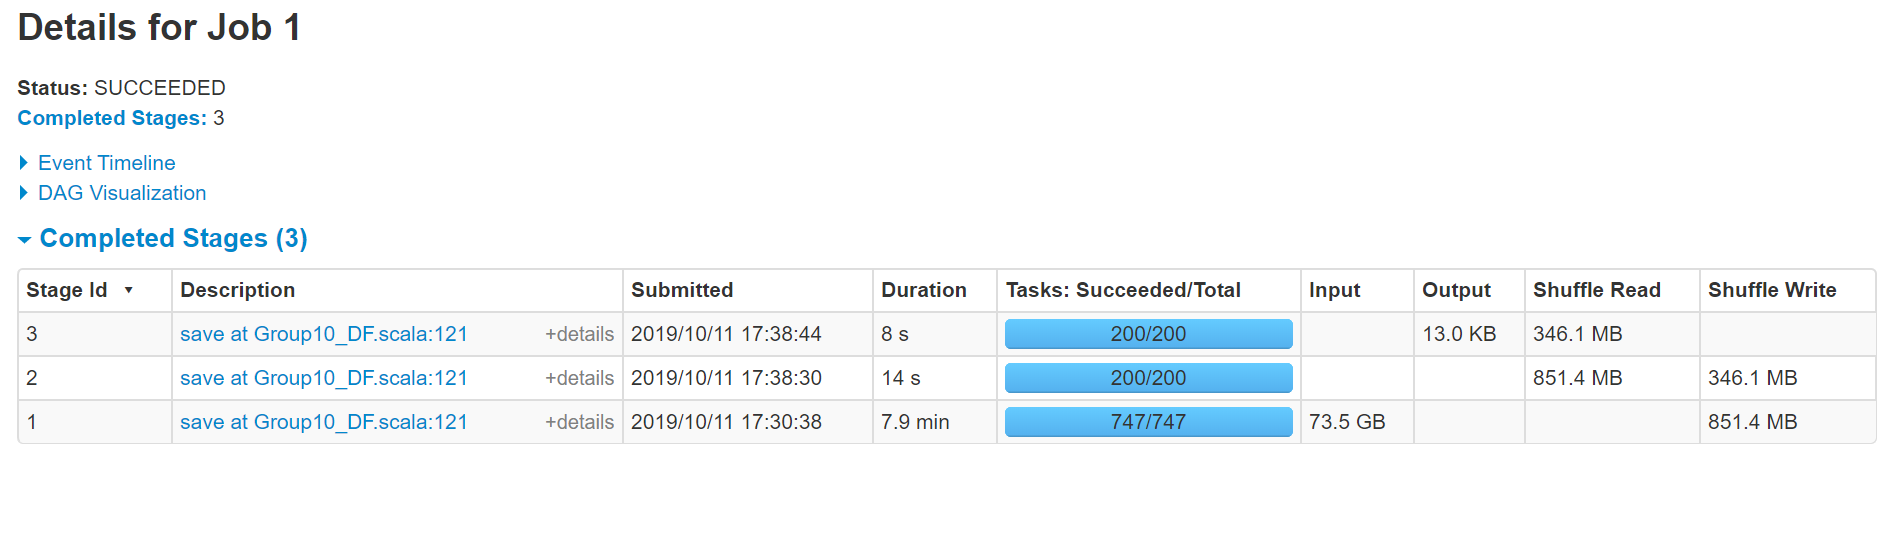 Details for Job 1
Status: SUCCEEDED
Completed Stages: 3
Event Timeline
DAG Visualization
Completed Stages (3)
Stage Id ▾ Description Submitted Duration Tasks: Succeeded/Total Input Output Shuffle Read Shuffle Write
3 save at Group10_DF.scala:121 +details 2019/10/11 17:38:44 8 s 200/200 13.0 KB 346.1 MB
2 save at Group10_DF.scala:121 +details 2019/10/11 17:38:30 14 s 200/200 851.4 MB 346.1 MB
1 save at Group10_DF.scala:121 +details 2019/10/11 17:30:38 7.9 min 747/747 73.5 GB 851.4 MB